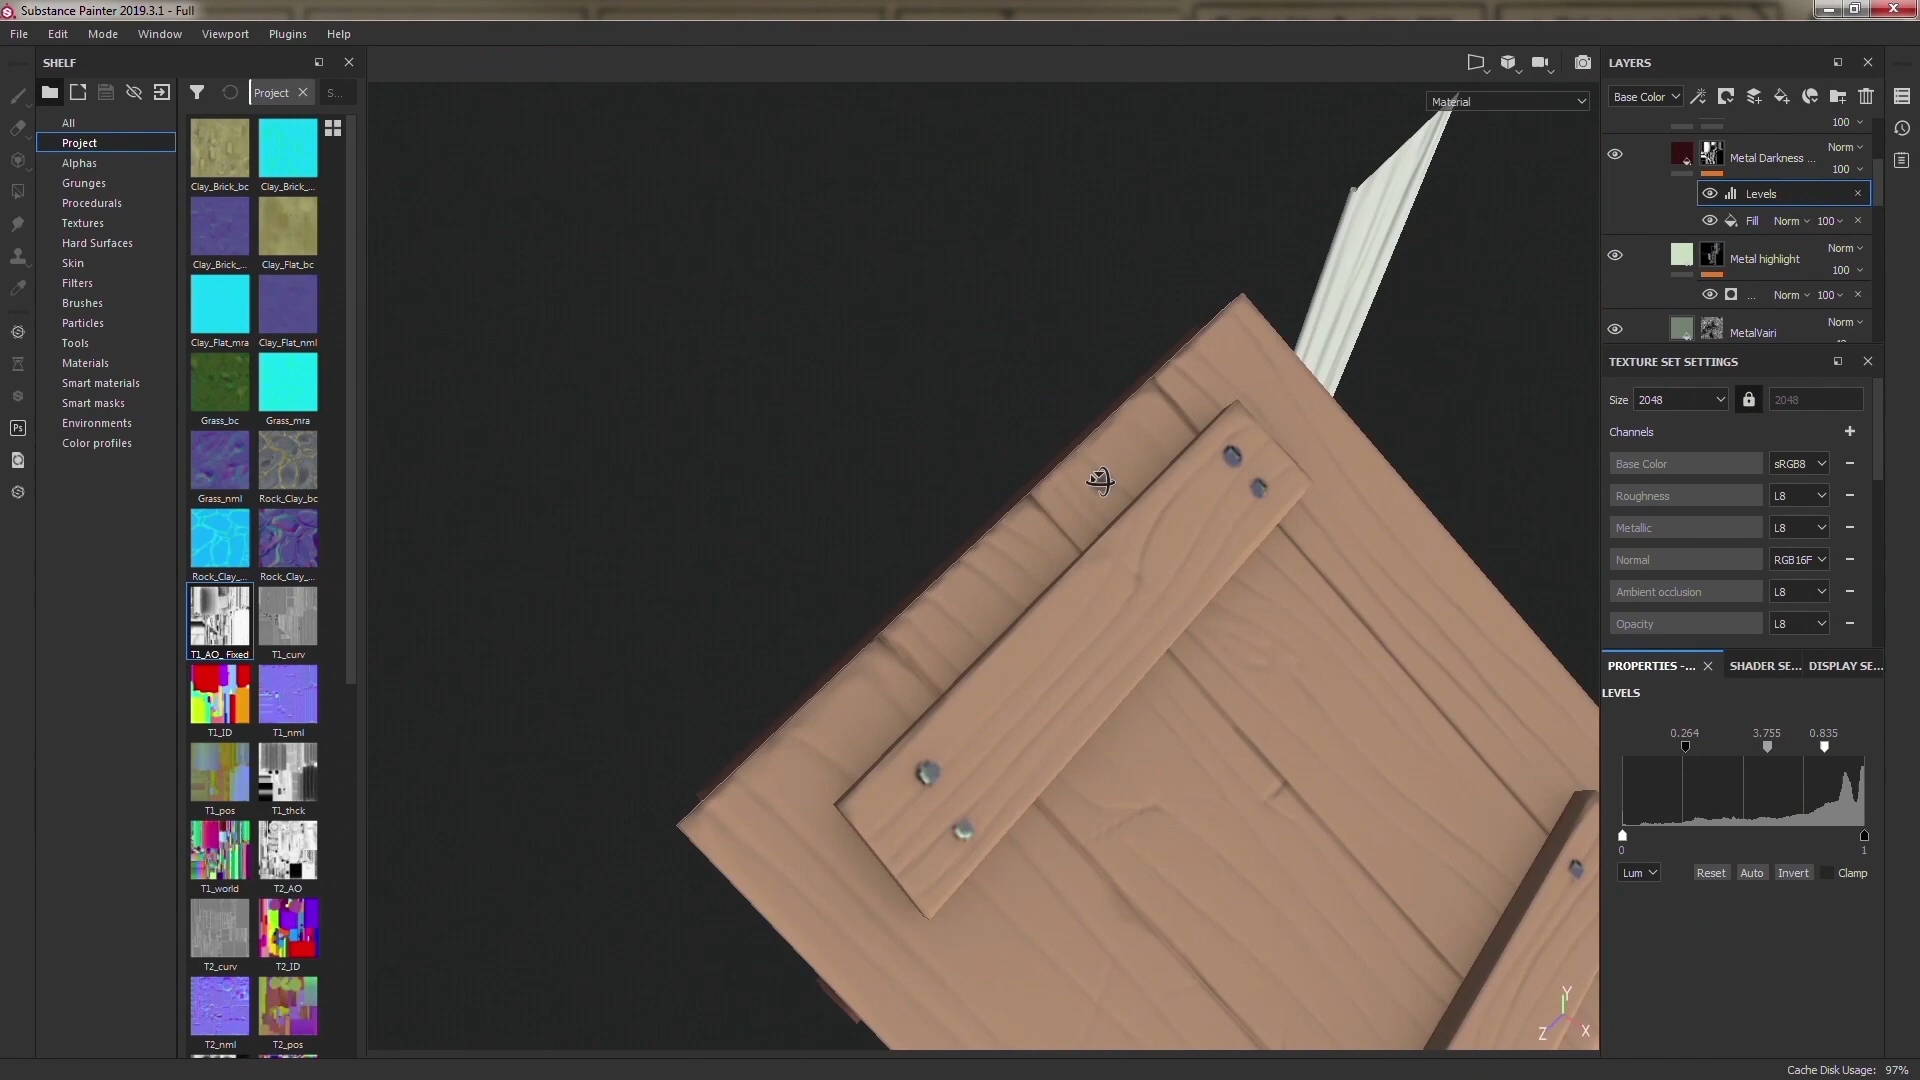 Substance Painter 2019.3.1 - Full
File Edit Mode Window Viewport Plugins Help
SHELF
Project
S...
All
Project
Alphas
Grunges
Procedurals
Textures
Hard Surfaces
Skin
Filters
Brushes
Particles
Tools
Materials
Smart materials
Smart masks
Environments
Color profiles
Ps
Clay_Brick_bc
Clay_Brick_...
Clay_Brick_...
Clay_Flat_bc
Clay_Flat_mra
Clay_Flat_nml
Grass_bc
Grass_mra
Grass_nml
Rock_Clay_bc
Rock_Clay_...
Rock_Clay_...
T1_AO_ Fixed
T1_curv
T1_ID
T1_nml
T1_pos
T1_thck
T1_world
T2_AO
T2_curv
T2_ID
T2_nml
T2_pos
Material
Y
Z
X
LAYERS
Base Color
100
Metal Darkness ...
Norm
100
Levels
Fill Norm 100
Metal highlight
Norm
100
... Norm 100
MetalVairi
Norm
TEXTURE SET SETTINGS
Size 2048 2048
Channels
Base Color sRGB8
Roughness L8
Metallic L8
Normal RGB16F
Ambient occlusion L8
Opacity L8
PROPERTIES -... SHADER SE... DISPLAY SE...
LEVELS
0.264 3.755 0.835
0 1
Lum Reset Auto Invert Clamp
Cache Disk Usage: 97%